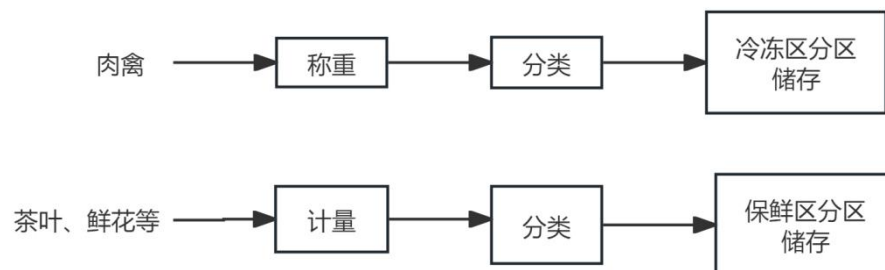 肉禽
称重
分类
冷冻区分区
储存
茶叶、鲜花等
计量
分类
保鲜区分区
储存